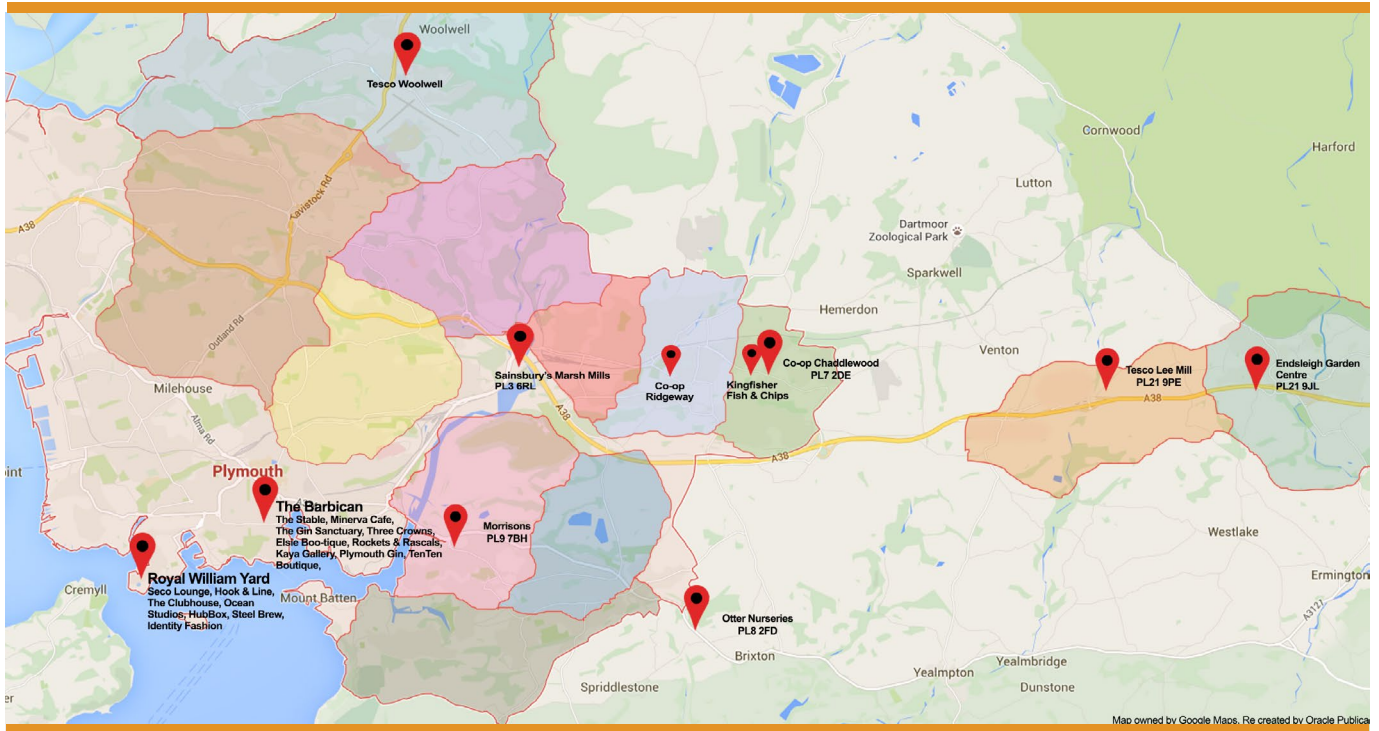 Woolwell
Tesco Woolwell
Cornwood
Harford
Lutton
Tavistock Rd
A38
Dartmoor
Zoological Park
Sparkwell
Hemerdon
Outland Rd
Venton
Sainsbury's Marsh Mills
PL3 6RL
Co-op
Ridgeway
Kingfisher
Fish & Chips
Co-op Chaddlewood
PL7 2DE
Tesco Lee Mill
PL21 9PE
Endsleigh Garden
Centre
PL21 9JL
Milehouse
A38
A38
Alma Rd
A38
Plymouth
The Barbican
The Stable, Minerva Cafe,
The Gin Sanctuary, Three Crowns,
Elsie Boo-tique, Rockets & Rascals,
Kaya Gallery, Plymouth Gin, TenTen
Boutique,
Morrisons
PL9 7BH
Westlake
Royal William Yard
Seco Lounge, Hook & Line,
The Clubhouse, Ocean
Studios, HubBox, Steel Brew,
Identity Fashion
Cremyll
Mount Batten
Ermington
A3121
Otter Nurseries
PL8 2FD
Brixton
Yealmpton
Yealmbridge
Spriddlestone
Dunstone
Map owned by Google Maps. Re created by Oracle Publica